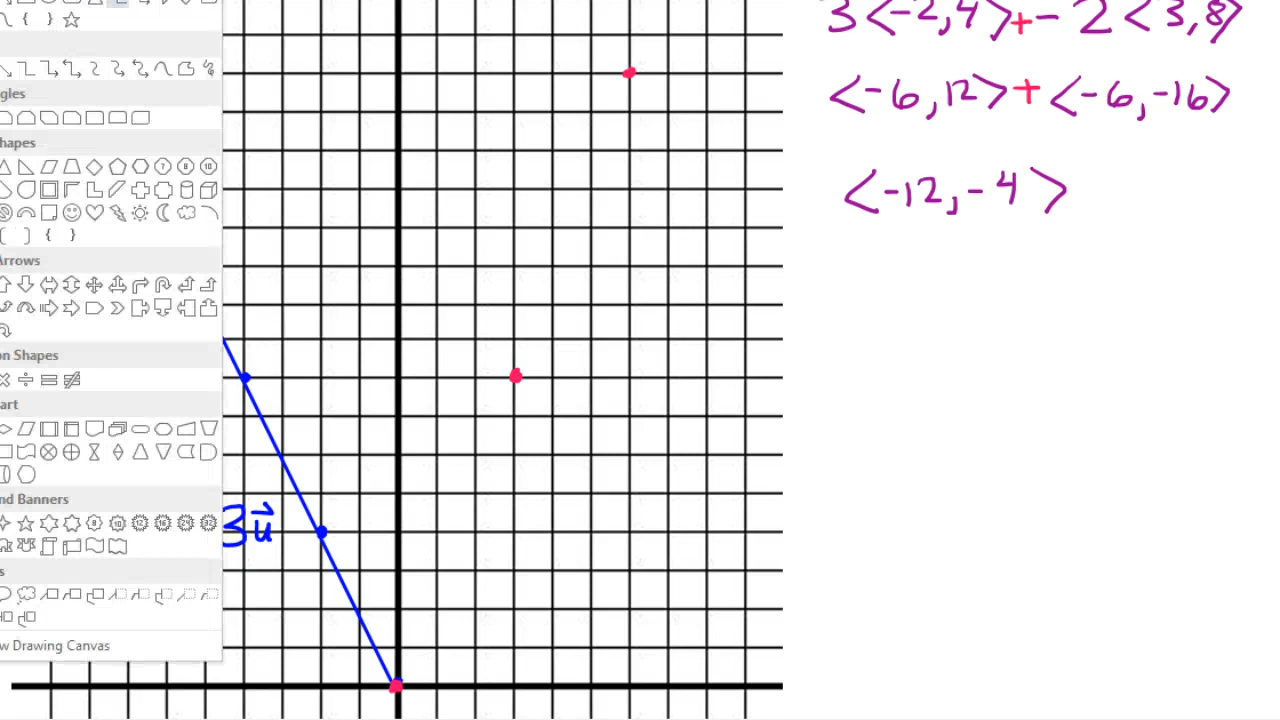 3<-2,4>+-2<3,8>
<-6,12>+<-6,-16>
<-12,-4>
gles
hapes
Arrows
on Shapes
art
nd Banners
s
w Drawing Canvas
3u⃗